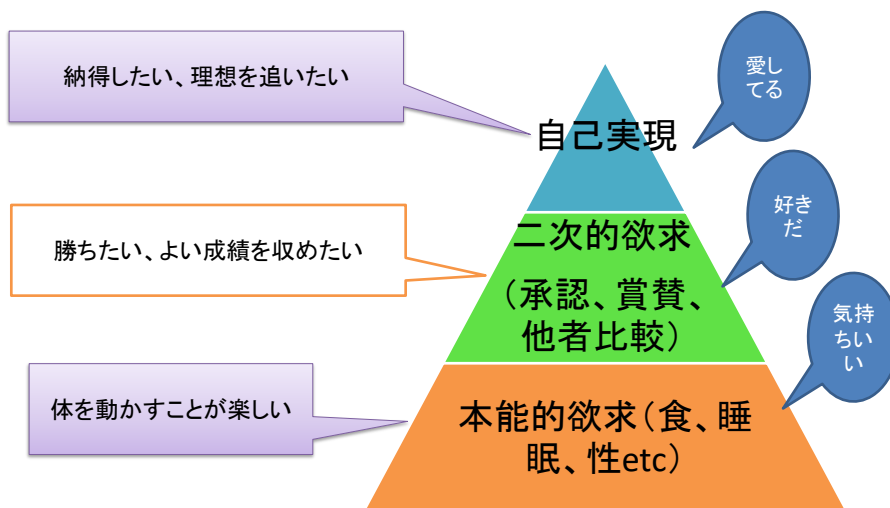 納得したい、理想を追いたい
愛し
てる
自己実現
好き
だ
勝ちたい、よい成績を収めたい
二次的欲求
（承認、賞賛、
他者比較）
気持
ちい
い
体を動かすことが楽しい
本能的欲求（食、睡
眠、性etc）